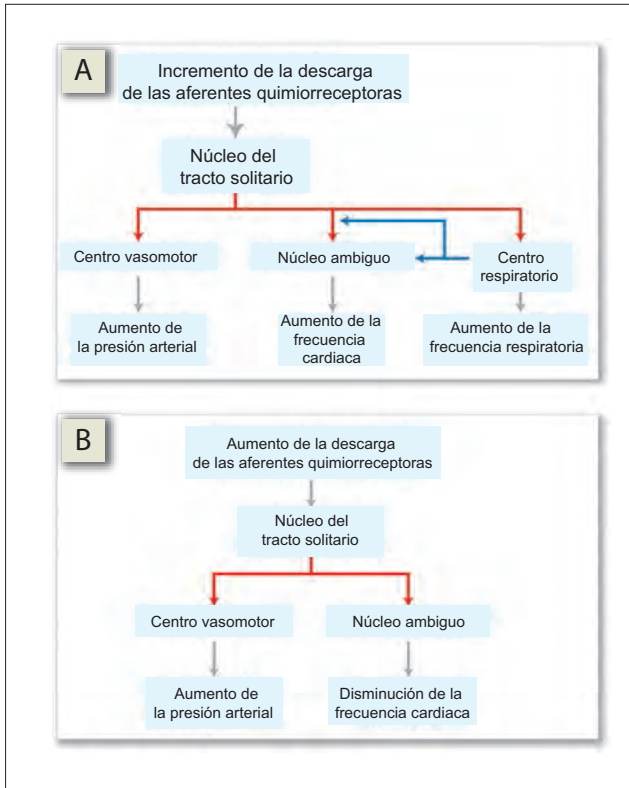 A
Incremento de la descarga
de las aferentes quimiorreceptoras
Núcleo del
tracto solitario
Centro vasomotor
Núcleo ambiguo
Centro
respiratorio
Aumento de
la presión arterial
Aumento de la
frecuencia
cardiaca
Aumento de la
frecuencia respiratoria
B
Aumento de la descarga
de las aferentes quimiorreceptoras
Núcleo del
tracto solitario
Centro vasomotor
Núcleo ambiguo
Aumento de
la presión arterial
Disminución de la
frecuencia cardiaca